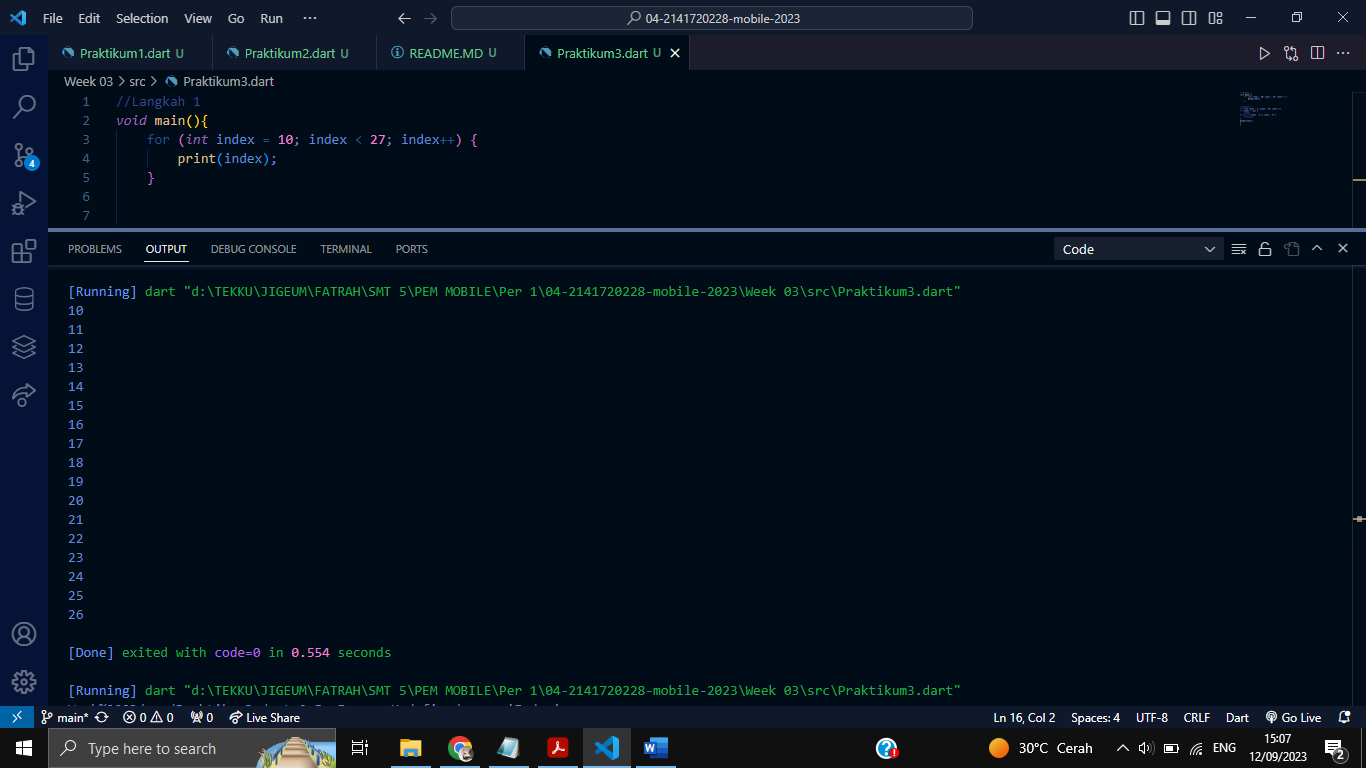 File Edit Selection View Go Run ··· 04-2141720228-mobile-2023
Praktikum1.dart U Praktikum2.dart U README.MD U Praktikum3.dart U
Week 03 > src > Praktikum3.dart
1 //Langkah 1
2 void main(){
3 for (int index = 10; index < 27; index++) {
4 print(index);
5 }
6
7
PROBLEMS OUTPUT DEBUG CONSOLE TERMINAL PORTS Code
[Running] dart "d:\TEKKU\JIGEUM\FATRAH\SMT 5\PEM MOBILE\Per 1\04-2141720228-mobile-2023\Week 03\src\Praktikum3.dart"
10
11
12
13
14
15
16
17
18
19
20
21
22
23
24
25
26
[Done] exited with code=0 in 0.554 seconds
[Running] dart "d:\TEKKU\JIGEUM\FATRAH\SMT 5\PEM MOBILE\Per 1\04-2141720228-mobile-2023\Week 03\src\Praktikum3.dart"
main* 0 0 0 Live Share Ln 16, Col 2 Spaces: 4 UTF-8 CRLF Dart Go Live
Type here to search 30°C Cerah ENG 15:07
12/09/2023 2
4